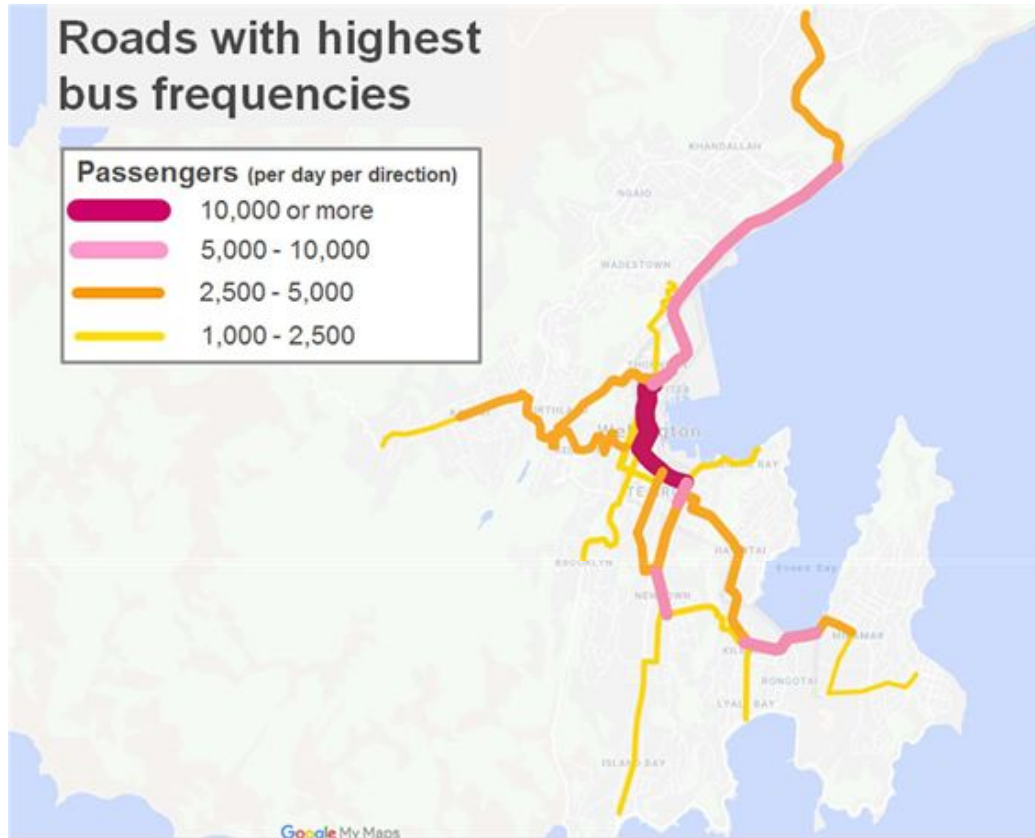 Roads with highest
bus frequencies
Passengers (per day per direction)
10,000 or more
5,000 - 10,000
2,500 - 5,000
1,000 - 2,500
KHANDALLAH
NGAIO
WADESTOWN
BROOKLYN
MIRAMAR
RONGOTAI
LYALL BAY
ISLAND BAY
Evans Bay
Google My Maps